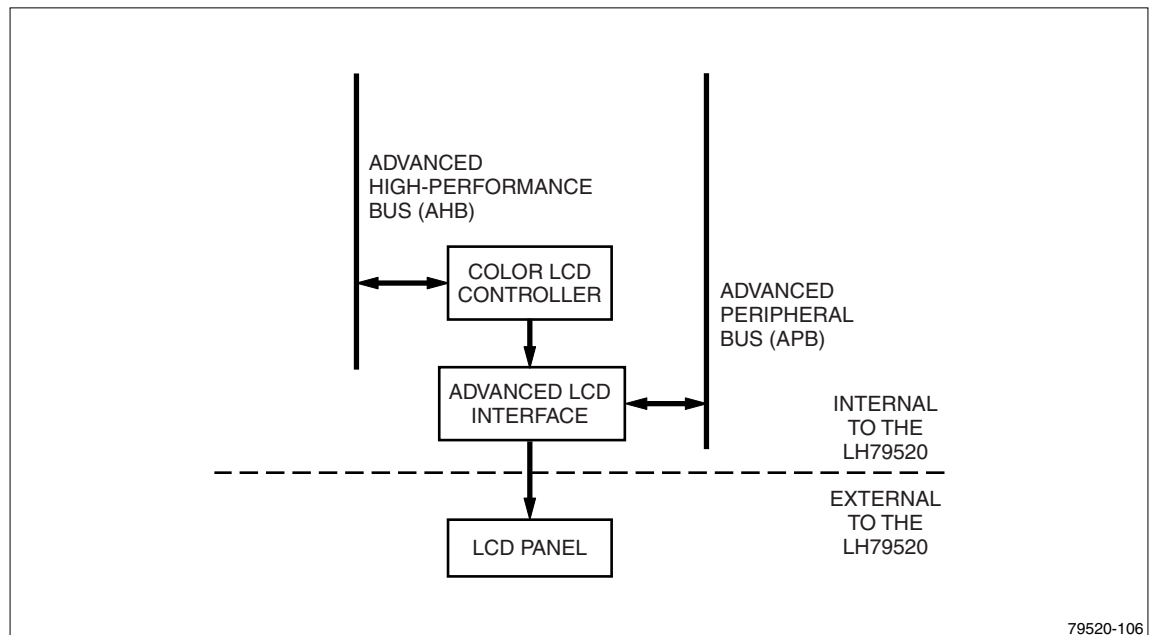 ADVANCED
HIGH-PERFORMANCE
BUS (AHB)
COLOR LCD
CONTROLLER
ADVANCED
PERIPHERAL
BUS (APB)
ADVANCED LCD
INTERFACE
INTERNAL
TO THE
LH79520
EXTERNAL
TO THE
LH79520
LCD PANEL
79520-106